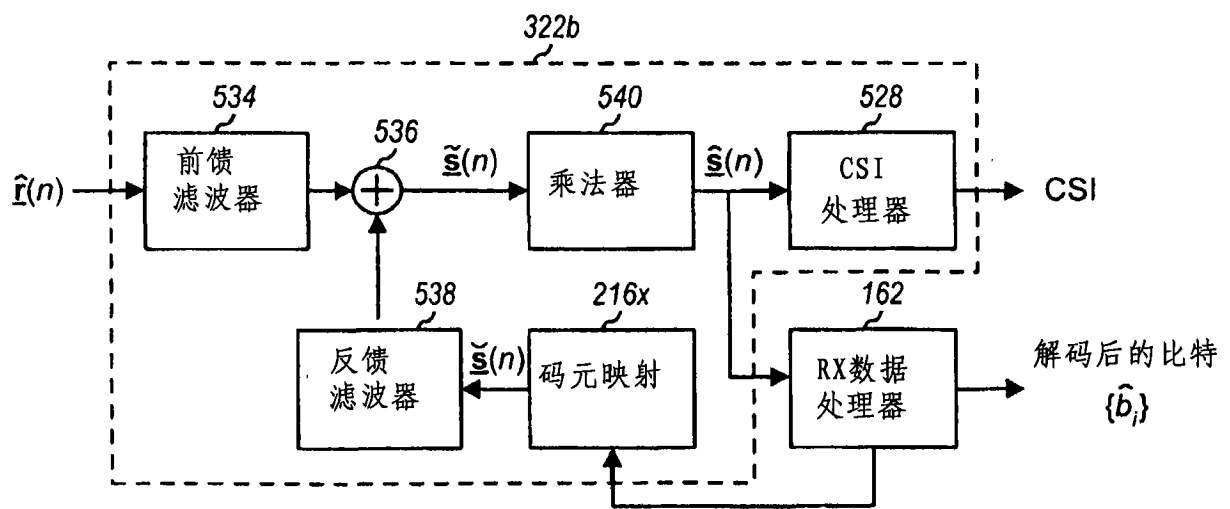 322b
534
前馈
滤波器
536
540
乘法器
528
CSI
处理器
r̲̂(n)
s̲̃(n)
ŝ̲(n)
CSI
538
反馈
滤波器
š̲(n)
216x
码元映射
162
RX数据
处理器
解码后的比特
{b̂ᵢ}